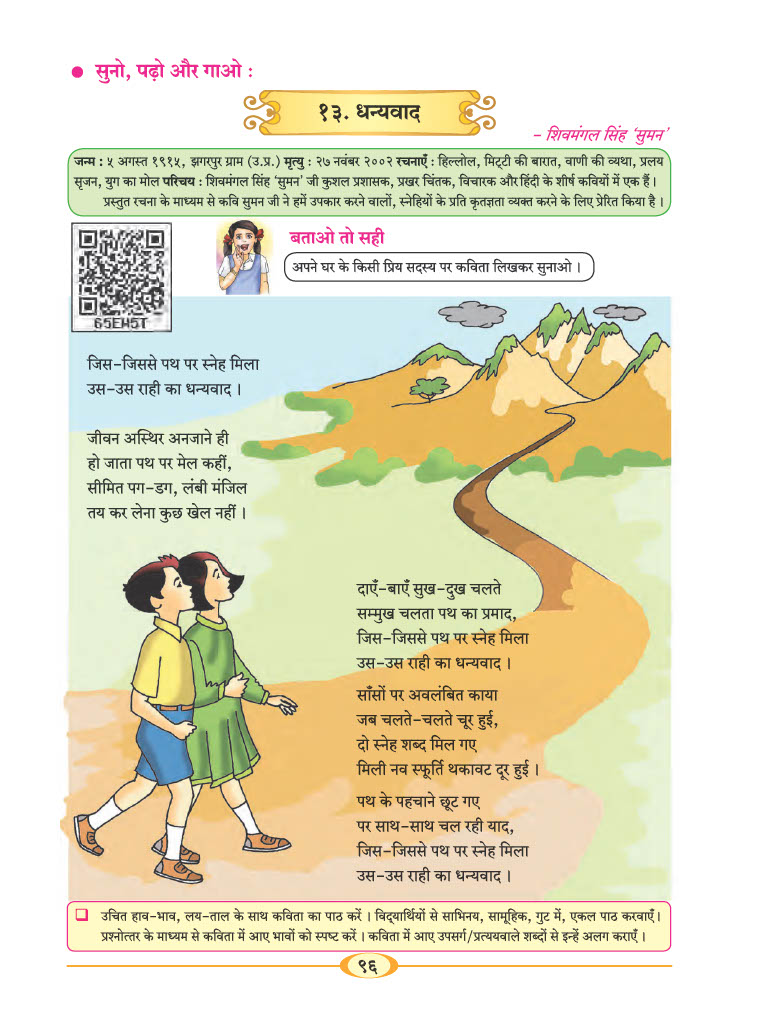 ● सुनो, पढ़ो और गाओ :
१३. धन्यवाद
– शिवमंगल सिंह ‘सुमन’
जन्म : ५ अगस्त १९१५, झगरपुर ग्राम (उ.प्र.) मृत्यु : २७ नवंबर २००२ रचनाएँ : हिल्लोल, मिट्टी की बारात, वाणी की व्यथा, प्रलय
सृजन, युग का मोल परिचय : शिवमंगल सिंह ‘सुमन’ जी कुशल प्रशासक, प्रखर चिंतक, विचारक और हिंदी के शीर्ष कवियों में एक हैं ।
प्रस्तुत रचना के माध्यम से कवि सुमन जी ने हमें उपकार करने वालों, स्नेहियों के प्रति कृतज्ञता व्यक्त करने के लिए प्रेरित किया है ।
बताओ तो सही
अपने घर के किसी प्रिय सदस्य पर कविता लिखकर सुनाओ ।
65EW5T
जिस-जिससे पथ पर स्नेह मिला
उस-उस राही का धन्यवाद ।
जीवन अस्थिर अनजाने ही
हो जाता पथ पर मेल कहीं,
सीमित पग-डग, लंबी मंजिल
तय कर लेना कुछ खेल नहीं ।
दाएँ-बाएँ सुख-दुख चलते
सम्मुख चलता पथ का प्रमाद,
जिस-जिससे पथ पर स्नेह मिला
उस-उस राही का धन्यवाद ।
साँसों पर अवलंबित काया
जब चलते-चलते चूर हुई,
दो स्नेह शब्द मिल गए
मिली नव स्फूर्ति थकावट दूर हुई ।
पथ के पहचाने छूट गए
पर साथ-साथ चल रही याद,
जिस-जिससे पथ पर स्नेह मिला
उस-उस राही का धन्यवाद ।
❑ उचित हाव-भाव, लय-ताल के साथ कविता का पाठ करें । विद्यार्थियों से साभिनय, सामूहिक, गुट में, एकल पाठ करवाएँ।
प्रश्नोत्तर के माध्यम से कविता में आए भावों को स्पष्ट करें । कविता में आए उपसर्ग/प्रत्ययवाले शब्दों से इन्हें अलग कराएँ ।
९६